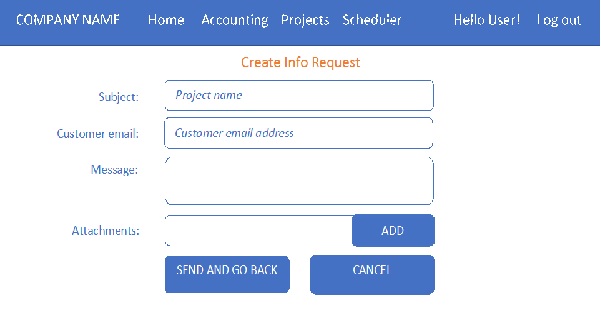 COMPANY NAME Home Accounting Projects Scheduler Hello User! Log out
Create Info Request
Subject: Project name
Customer email: Customer email address
Message:
Attachments: ADD
SEND AND GO BACK CANCEL